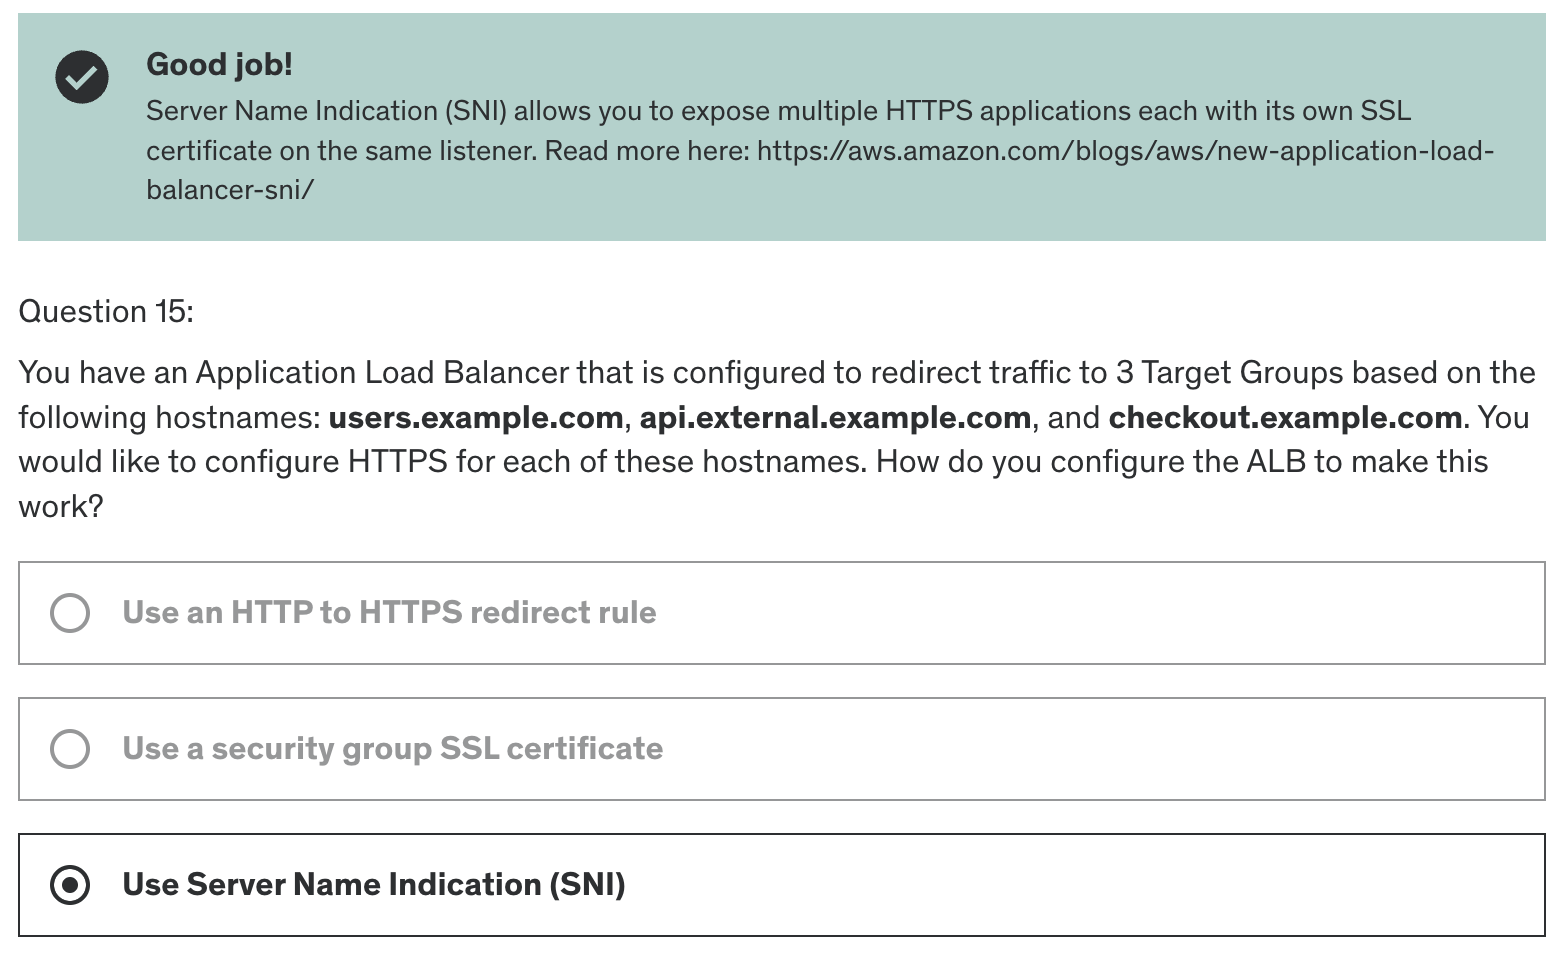 Good job!
Server Name Indication (SNI) allows you to expose multiple HTTPS applications each with its own SSL
certificate on the same listener. Read more here: https://aws.amazon.com/blogs/aws/new-application-load-
balancer-sni/
Question 15:
You have an Application Load Balancer that is configured to redirect traffic to 3 Target Groups based on the
following hostnames: users.example.com, api.external.example.com, and checkout.example.com. You
would like to configure HTTPS for each of these hostnames. How do you configure the ALB to make this
work?
Use an HTTP to HTTPS redirect rule
Use a security group SSL certificate
Use Server Name Indication (SNI)